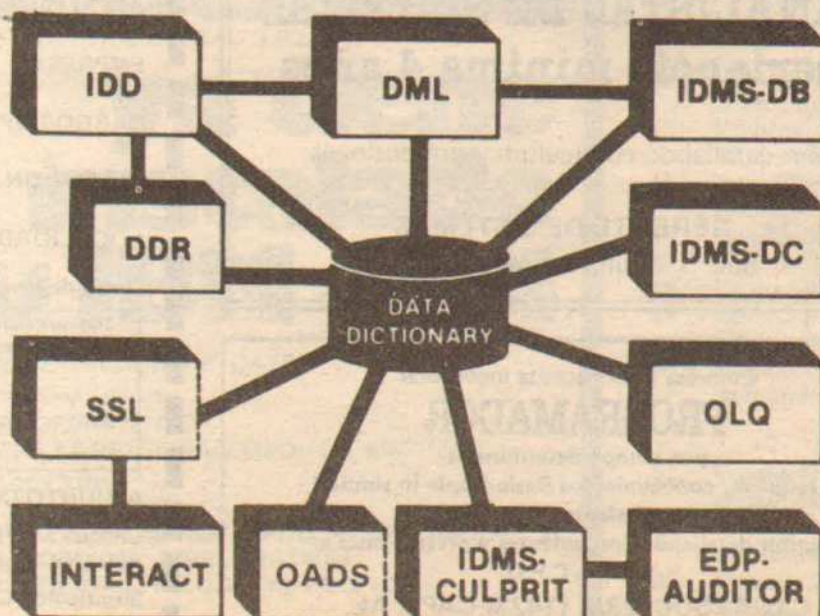 IDD
DML
IDMS-DB
DDR
IDMS-DC
DATA
DICTIONARY
SSL
OLQ
INTERACT
OADS
IDMS-
CULPRIT
EDP-
AUDITOR